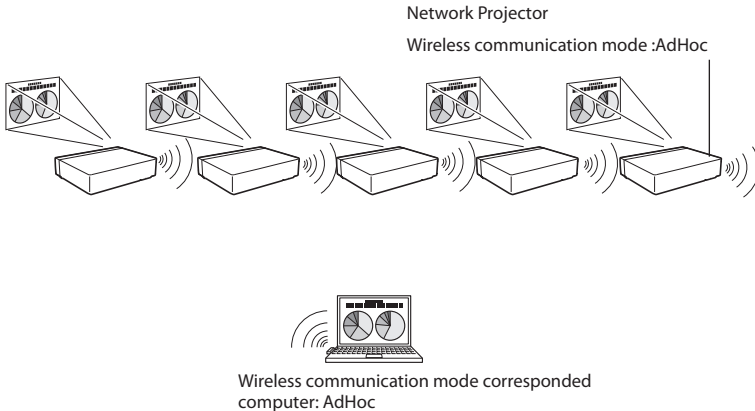 Network Projector
Wireless communication mode :AdHoc
Wireless communication mode corresponded
computer: AdHoc